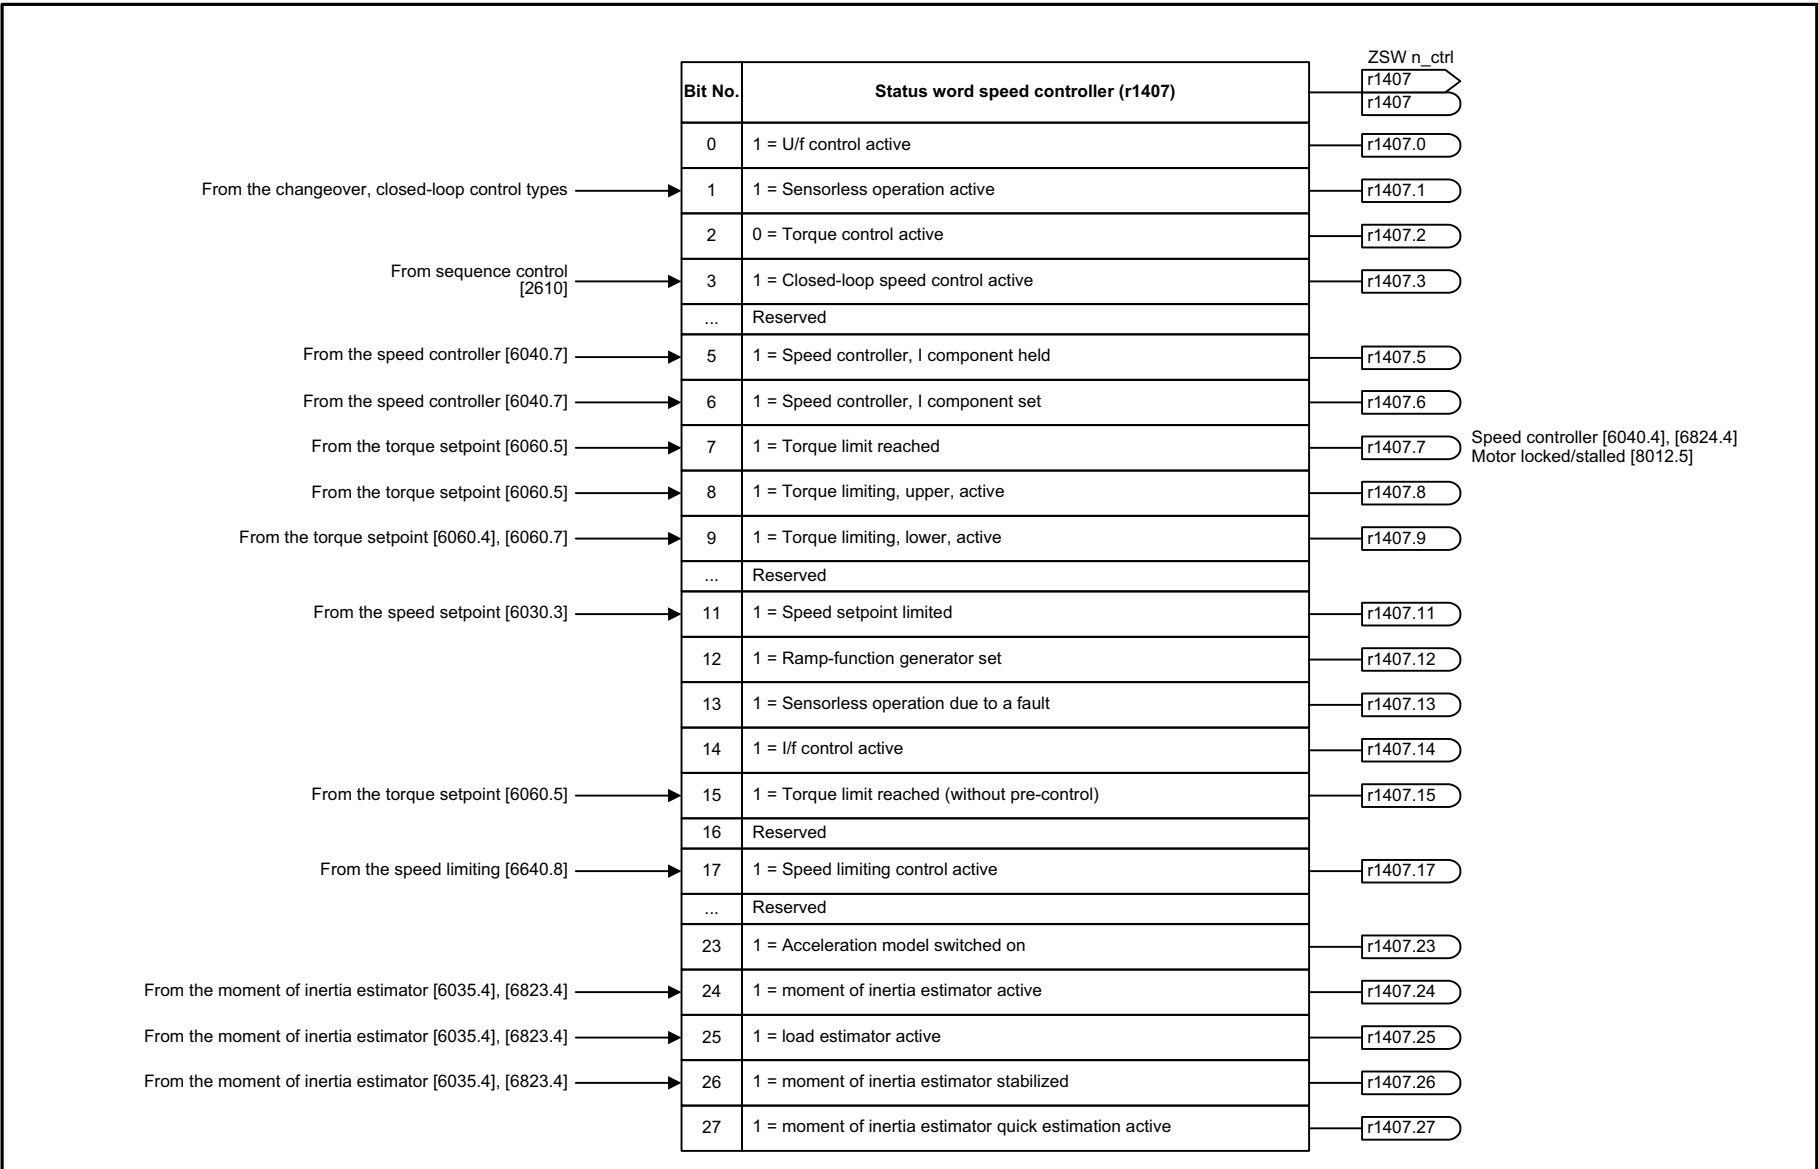 ZSW n_ctrl
Bit No. Status word speed controller (r1407) r1407
r1407
0 1 = U/f control active r1407.0
From the changeover, closed-loop control types 1 1 = Sensorless operation active r1407.1
2 0 = Torque control active r1407.2
From sequence control
[2610] 3 1 = Closed-loop speed control active r1407.3
... Reserved
From the speed controller [6040.7] 5 1 = Speed controller, I component held r1407.5
From the speed controller [6040.7] 6 1 = Speed controller, I component set r1407.6
From the torque setpoint [6060.5] 7 1 = Torque limit reached r1407.7 Speed controller [6040.4], [6824.4]
Motor locked/stalled [8012.5]
From the torque setpoint [6060.5] 8 1 = Torque limiting, upper, active r1407.8
From the torque setpoint [6060.4], [6060.7] 9 1 = Torque limiting, lower, active r1407.9
... Reserved
From the speed setpoint [6030.3] 11 1 = Speed setpoint limited r1407.11
12 1 = Ramp-function generator set r1407.12
13 1 = Sensorless operation due to a fault r1407.13
14 1 = I/f control active r1407.14
From the torque setpoint [6060.5] 15 1 = Torque limit reached (without pre-control) r1407.15
16 Reserved
From the speed limiting [6640.8] 17 1 = Speed limiting control active r1407.17
... Reserved
23 1 = Acceleration model switched on r1407.23
From the moment of inertia estimator [6035.4], [6823.4] 24 1 = moment of inertia estimator active r1407.24
From the moment of inertia estimator [6035.4], [6823.4] 25 1 = load estimator active r1407.25
From the moment of inertia estimator [6035.4], [6823.4] 26 1 = moment of inertia estimator stabilized r1407.26
27 1 = moment of inertia estimator quick estimation active r1407.27